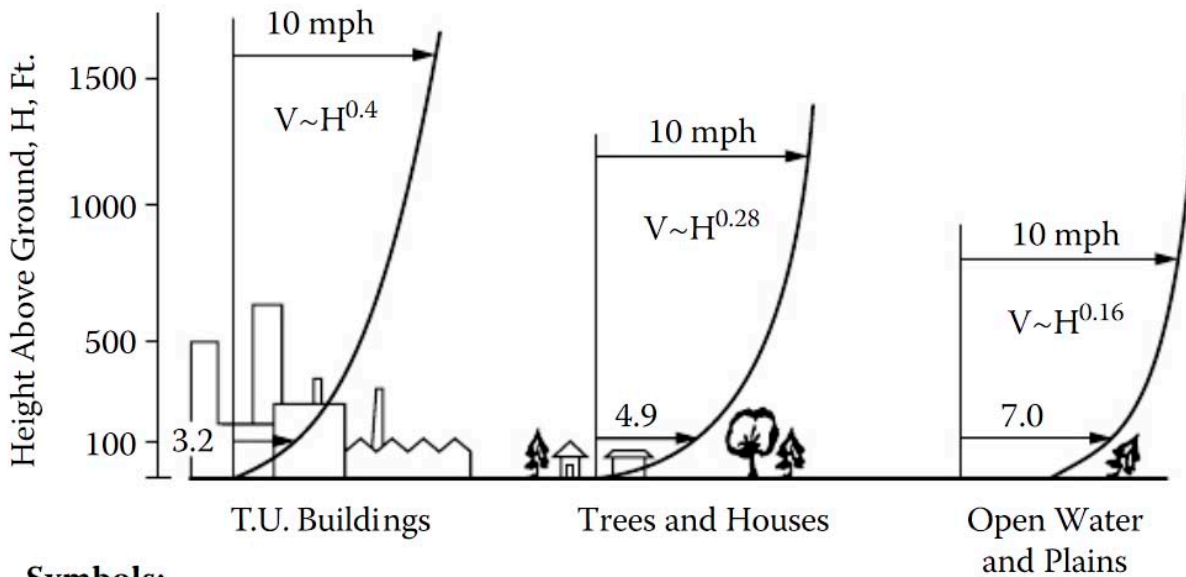 Height Above Ground, H, Ft.
1500
1000
500
100
10 mph
V~H^0.4
3.2
T.U. Buildings
10 mph
V~H^0.28
4.9
Trees and Houses
10 mph
V~H^0.16
7.0
Open Water
and Plains
Symbols: